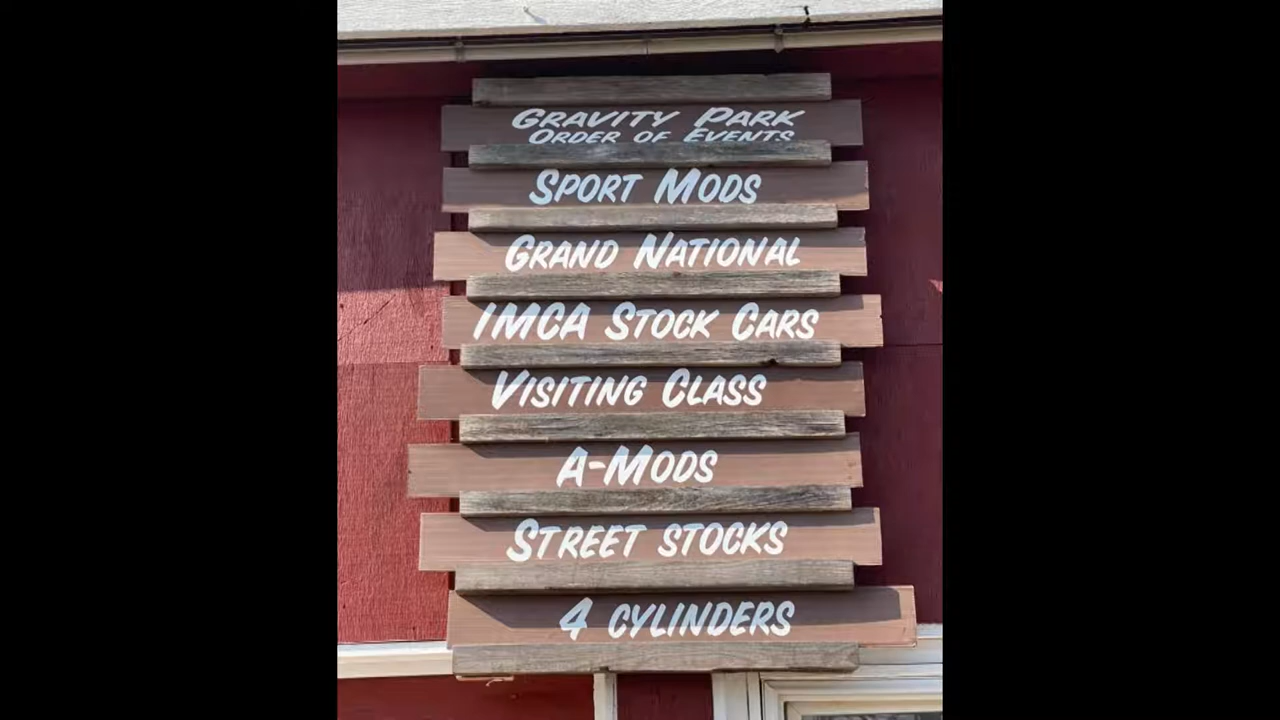 GRAVITY PARK
ORDER OF EVENTS
SPORT MODS
GRAND NATIONAL
IMCA STOCK CARS
VISITING CLASS
A-MODS
STREET STOCKS
4 CYLINDERS